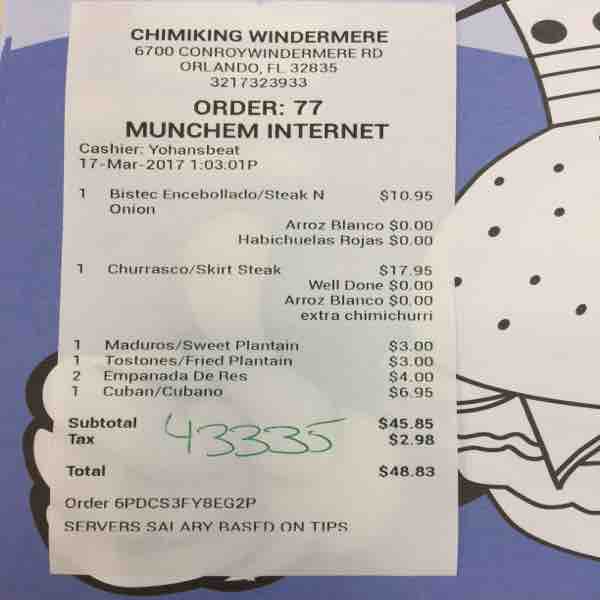 CHIMIKING WINDERMERE
6700 CONROYWINDERMERE RD
ORLANDO, FL 32835
3217323933
ORDER: 77
MUNCHEM INTERNET
Cashier: Yohansbeat
17-Mar-2017 1:03:01P
1 Bistec Encebollado/Steak N $10.95
Onion
Arroz Blanco $0.00
Habichuelas Rojas $0.00
1 Churrasco/Skirt Steak $17.95
Well Done $0.00
Arroz Blanco $0.00
extra chimichurri
1 Maduros/Sweet Plantain $3.00
1 Tostones/Fried Plantain $3.00
2 Empanada De Res $4.00
1 Cuban/Cubano $6.95
Subtotal $45.85
Tax $2.98
43335
Total $48.83
Order 6PDCS3FY8EG2P
SERVERS SALARY BASED ON TIPS